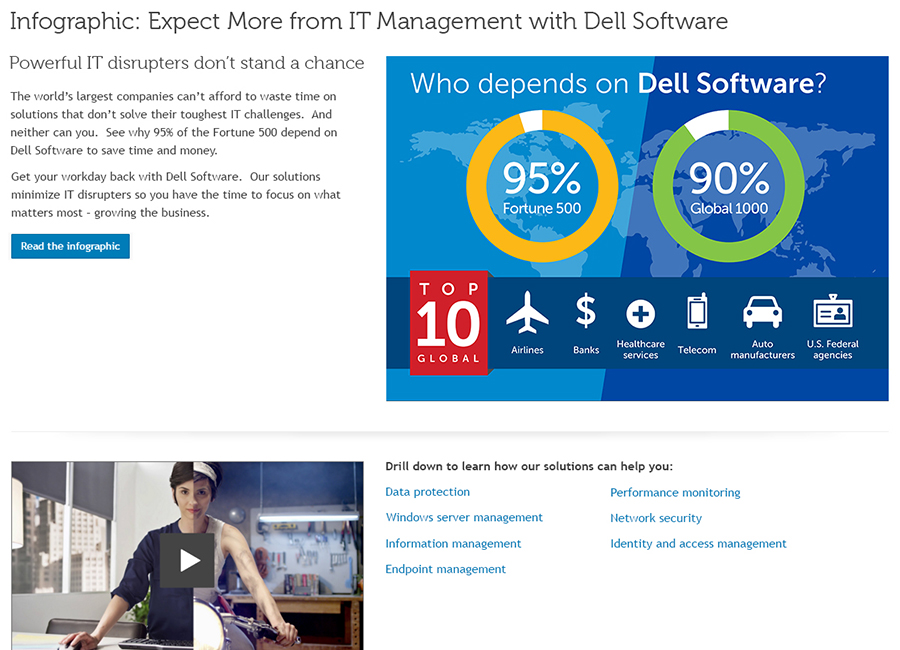 Infographic: Expect More from IT Management with Dell Software
Powerful IT disrupters don't stand a chance
The world's largest companies can't afford to waste time on
solutions that don't solve their toughest IT challenges.  And
neither can you.  See why 95% of the Fortune 500 depend on
Dell Software to save time and money.
Get your workday back with Dell Software.  Our solutions
minimize IT disrupters so you have the time to focus on what
matters most - growing the business.
Read the infographic
Who depends on Dell Software?
95%
Fortune 500
90%
Global 1000
TOP
10
GLOBAL
Airlines
Banks
Healthcare
services
Telecom
Auto
manufacturers
U.S. Federal
agencies
Drill down to learn how our solutions can help you:
Data protection
Windows server management
Information management
Endpoint management
Performance monitoring
Network security
Identity and access management